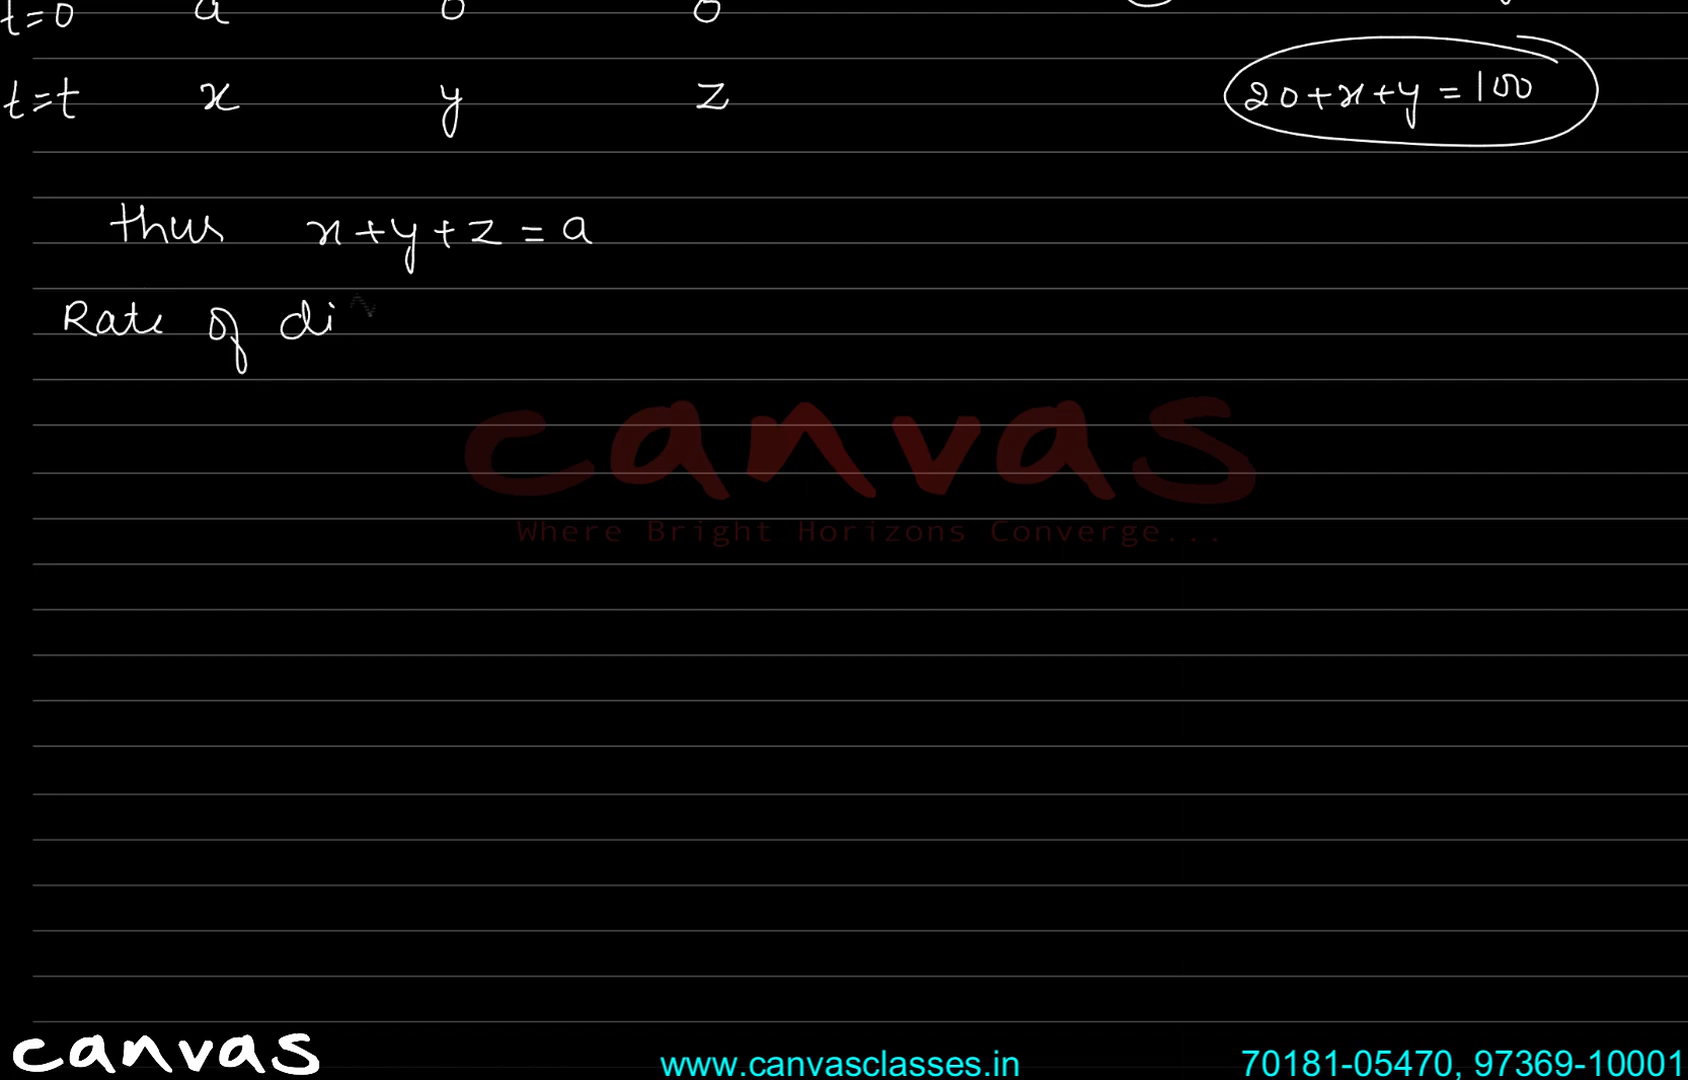 t=0 a 0 0
t=t x y z
20+x+y=100
thus x+y+z=a
Rate of di
canvas
Where Bright Horizons Converge...
canvas
www.canvasclasses.in
70181-05470, 97369-10001